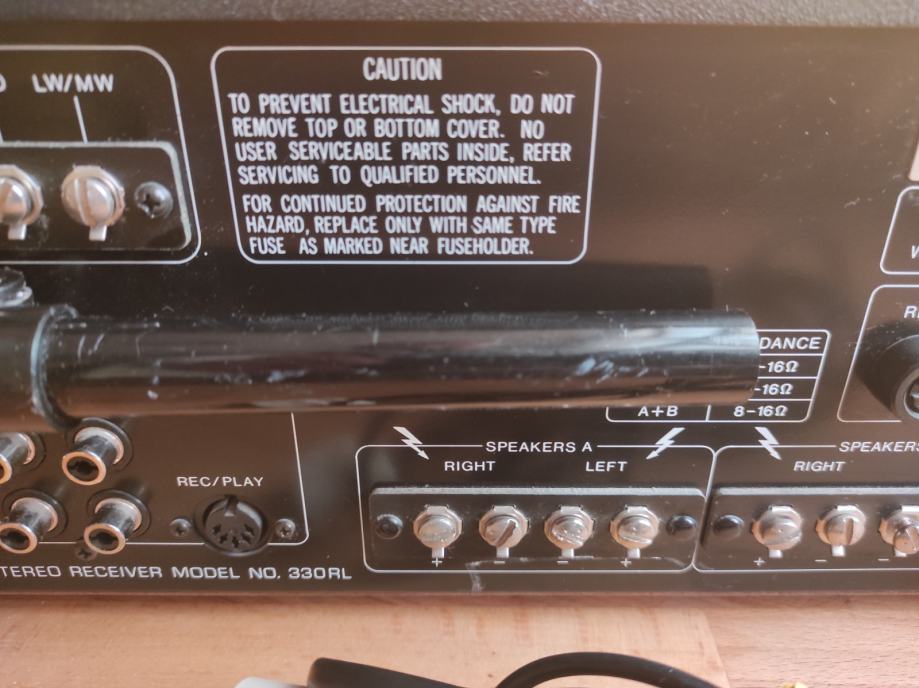 LW/MW
CAUTION
TO PREVENT ELECTRICAL SHOCK, DO NOT
REMOVE TOP OR BOTTOM COVER. NO
USER SERVICEABLE PARTS INSIDE, REFER
SERVICING TO QUALIFIED PERSONNEL.
FOR CONTINUED PROTECTION AGAINST FIRE
HAZARD, REPLACE ONLY WITH SAME TYPE
FUSE AS MARKED NEAR FUSEHOLDER.
DANCE
-16Ω
-16Ω
A+B 8-16Ω
SPEAKERS A
RIGHT LEFT
SPEAKERS
RIGHT
REC/PLAY
+ - - +
+ - -
TEREO RECEIVER MODEL NO. 330RL